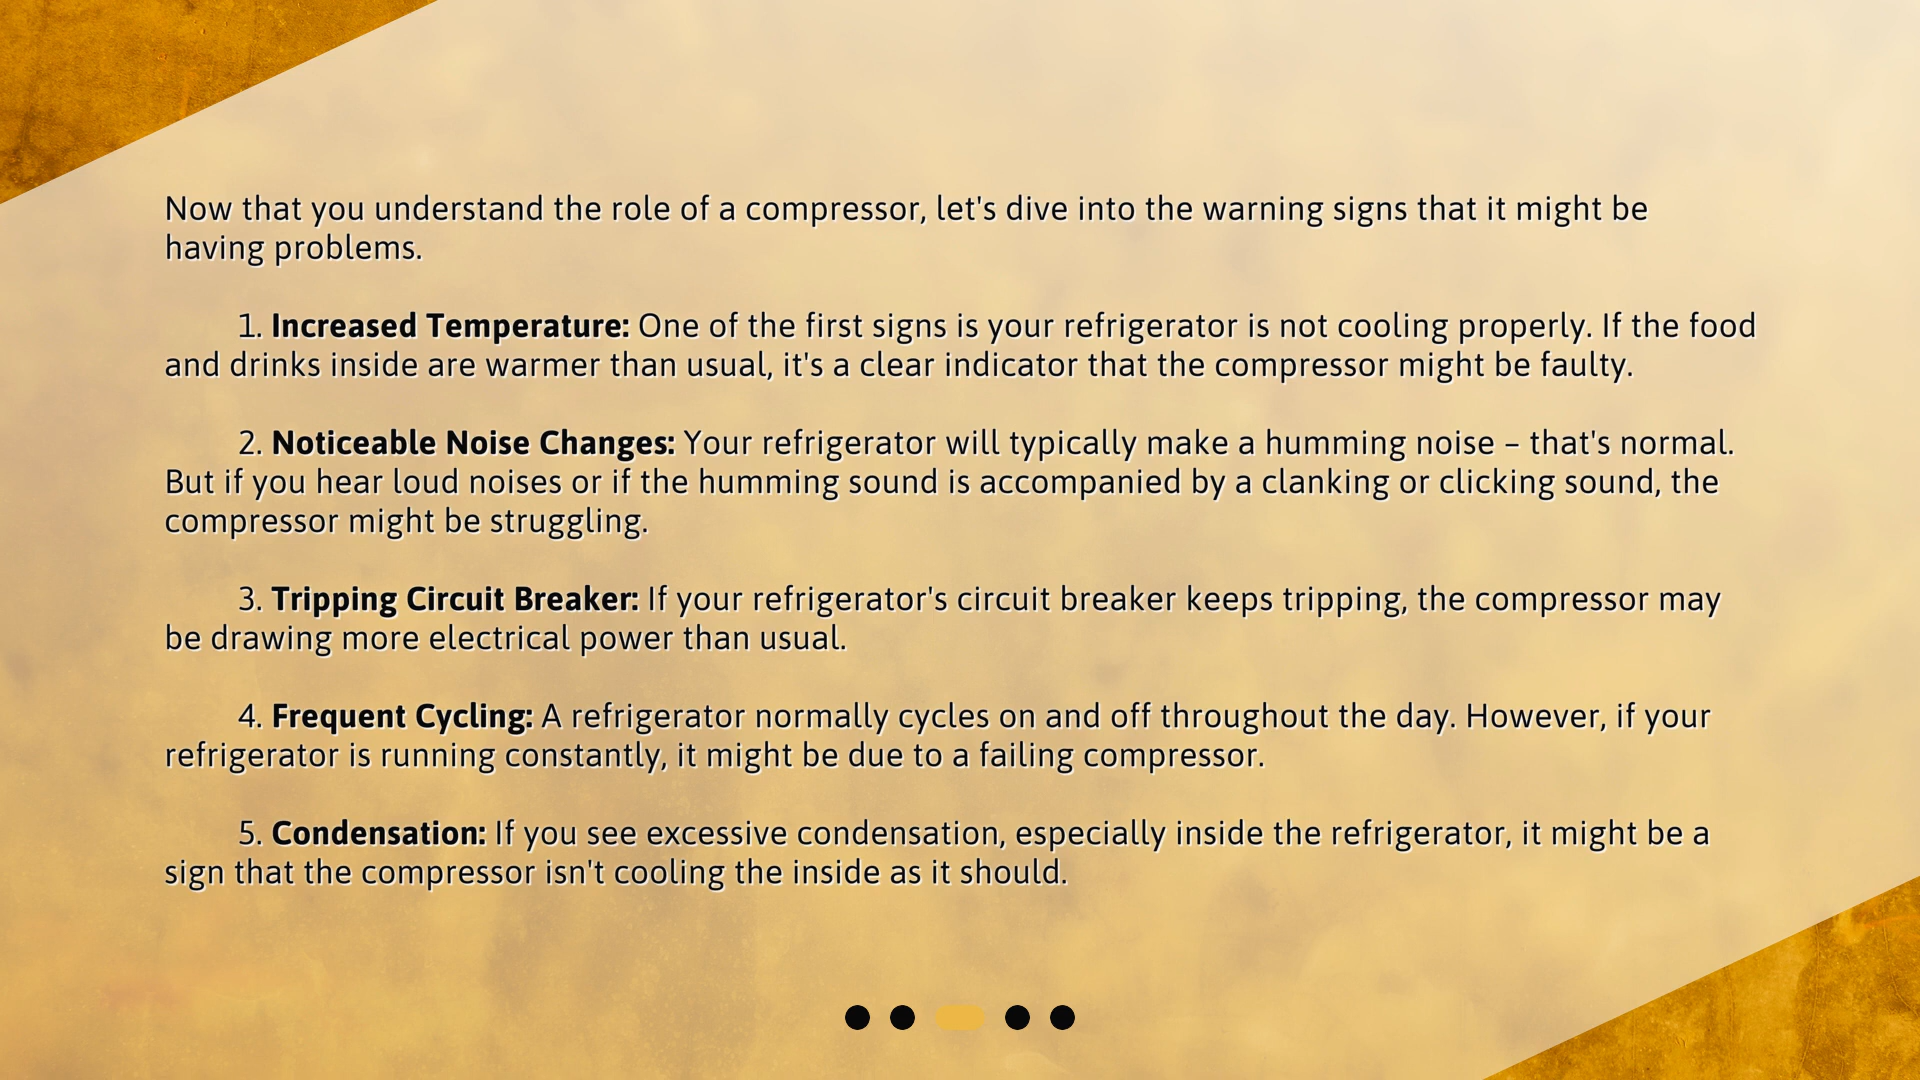 Now that you understand the role of a compressor, let's dive into the warning signs that it might be
having problems.
1. Increased Temperature: One of the first signs is your refrigerator is not cooling properly. If the food
and drinks inside are warmer than usual, it's a clear indicator that the compressor might be faulty.
2. Noticeable Noise Changes: Your refrigerator will typically make a humming noise – that's normal.
But if you hear loud noises or if the humming sound is accompanied by a clanking or clicking sound, the
compressor might be struggling.
3. Tripping Circuit Breaker: If your refrigerator's circuit breaker keeps tripping, the compressor may
be drawing more electrical power than usual.
4. Frequent Cycling: A refrigerator normally cycles on and off throughout the day. However, if your
refrigerator is running constantly, it might be due to a failing compressor.
5. Condensation: If you see excessive condensation, especially inside the refrigerator, it might be a
sign that the compressor isn't cooling the inside as it should.